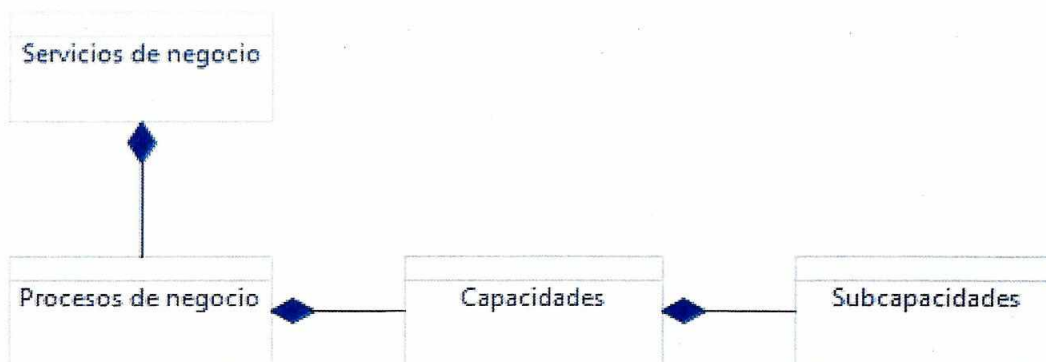 Servicios de negocio
Procesos de negocio
Capacidades
Subcapacidades